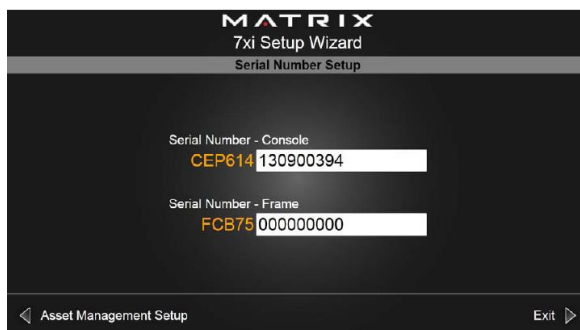 MATRIX
7xi Setup Wizard
Serial Number Setup
Serial Number - Console
CEP614 130900394
Serial Number - Frame
FCB75 000000000
Asset Management Setup Exit